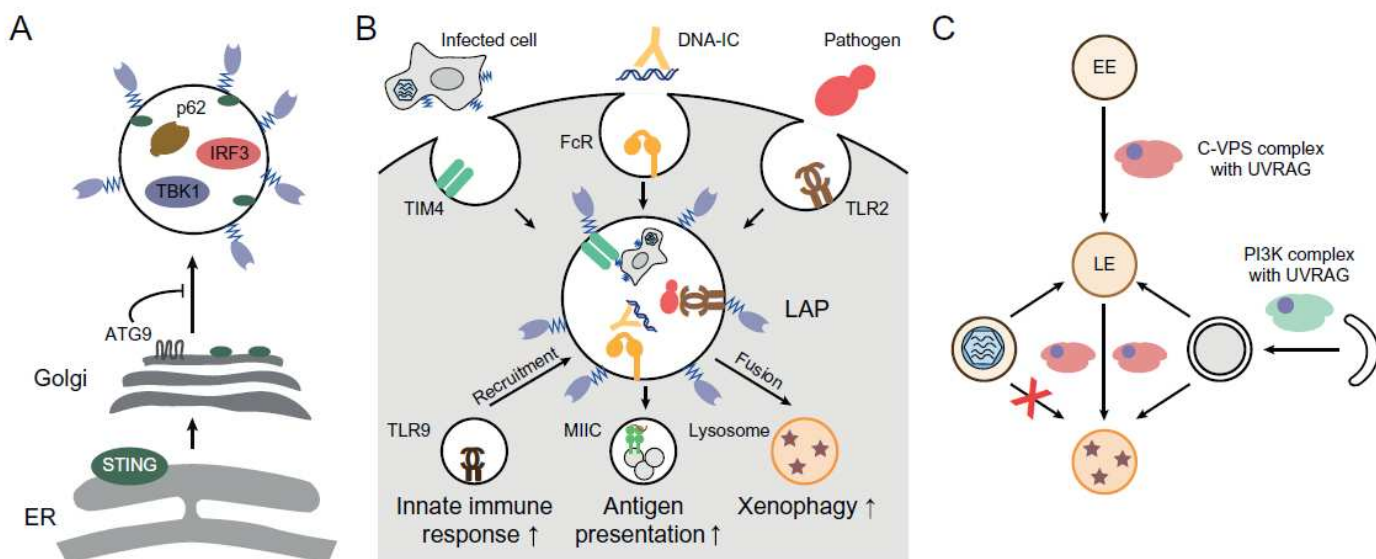 A
p62
IRF3
TBK1
ATG9
Golgi
STING
ER
B
Infected cell
DNA-IC
Pathogen
FcR
TIM4
TLR2
LAP
Recruitment
Fusion
TLR9
MIIC
Lysosome
Innate immune
response ↑
Antigen
presentation ↑
Xenophagy ↑
C
EE
C-VPS complex
with UVRAG
LE
PI3K complex
with UVRAG